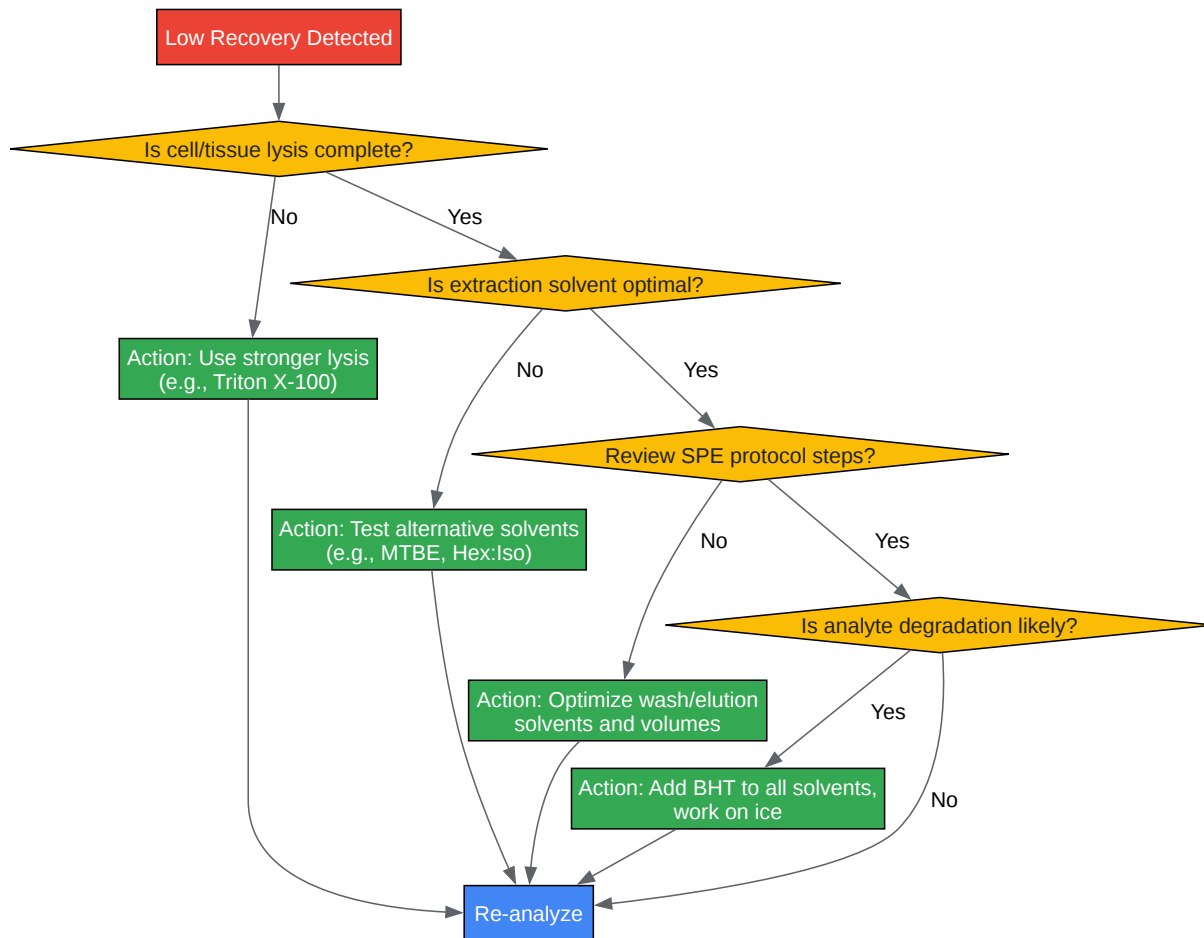 Low Recovery Detected
Is cell/tissue lysis complete?
No
Yes
Is extraction solvent optimal?
Action: Use stronger lysis
(e.g., Triton X-100)
No
Yes
Review SPE protocol steps?
Action: Test alternative solvents
(e.g., MTBE, Hex:Iso)
No
Yes
Is analyte degradation likely?
Action: Optimize wash/elution
solvents and volumes
Yes
Action: Add BHT to all solvents,
work on ice
No
Re-analyze